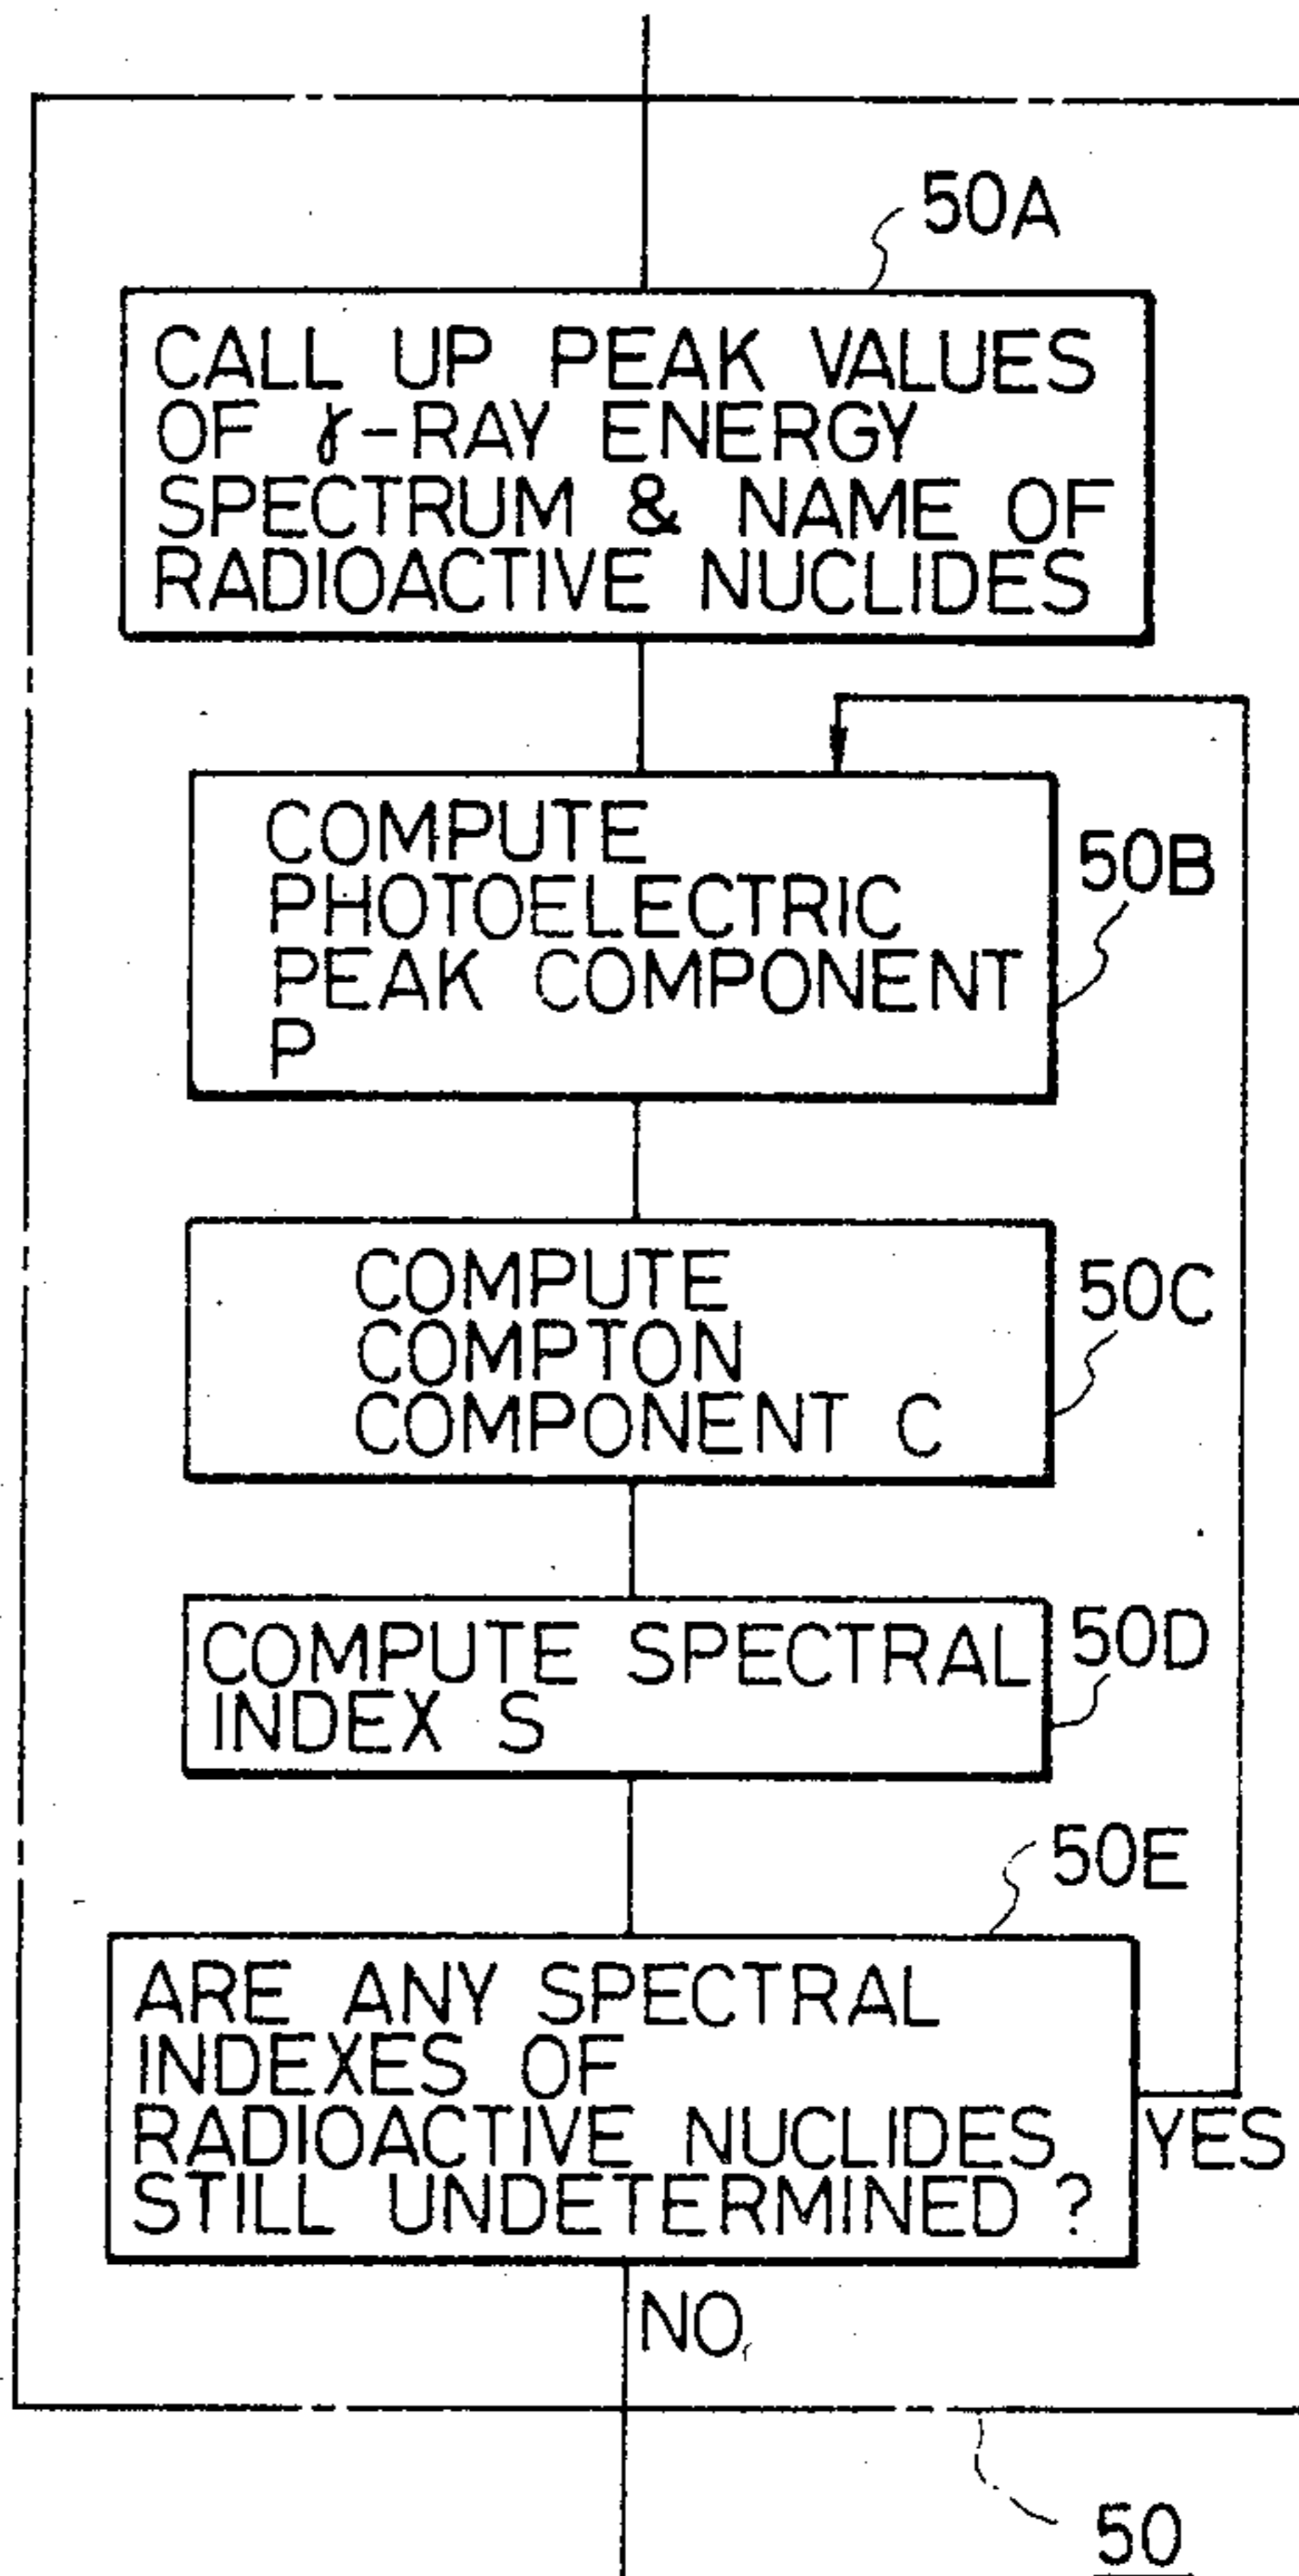 50A
CALL UP PEAK VALUES
OF γ-RAY ENERGY
SPECTRUM & NAME OF
RADIOACTIVE NUCLIDES
COMPUTE
PHOTOELECTRIC
PEAK COMPONENT
P
50B
COMPUTE
COMPTON
COMPONENT C
50C
COMPUTE SPECTRAL
INDEX S
50D
50E
ARE ANY SPECTRAL
INDEXES OF
RADIOACTIVE NUCLIDES
STILL UNDETERMINED ?
YES
NO
50